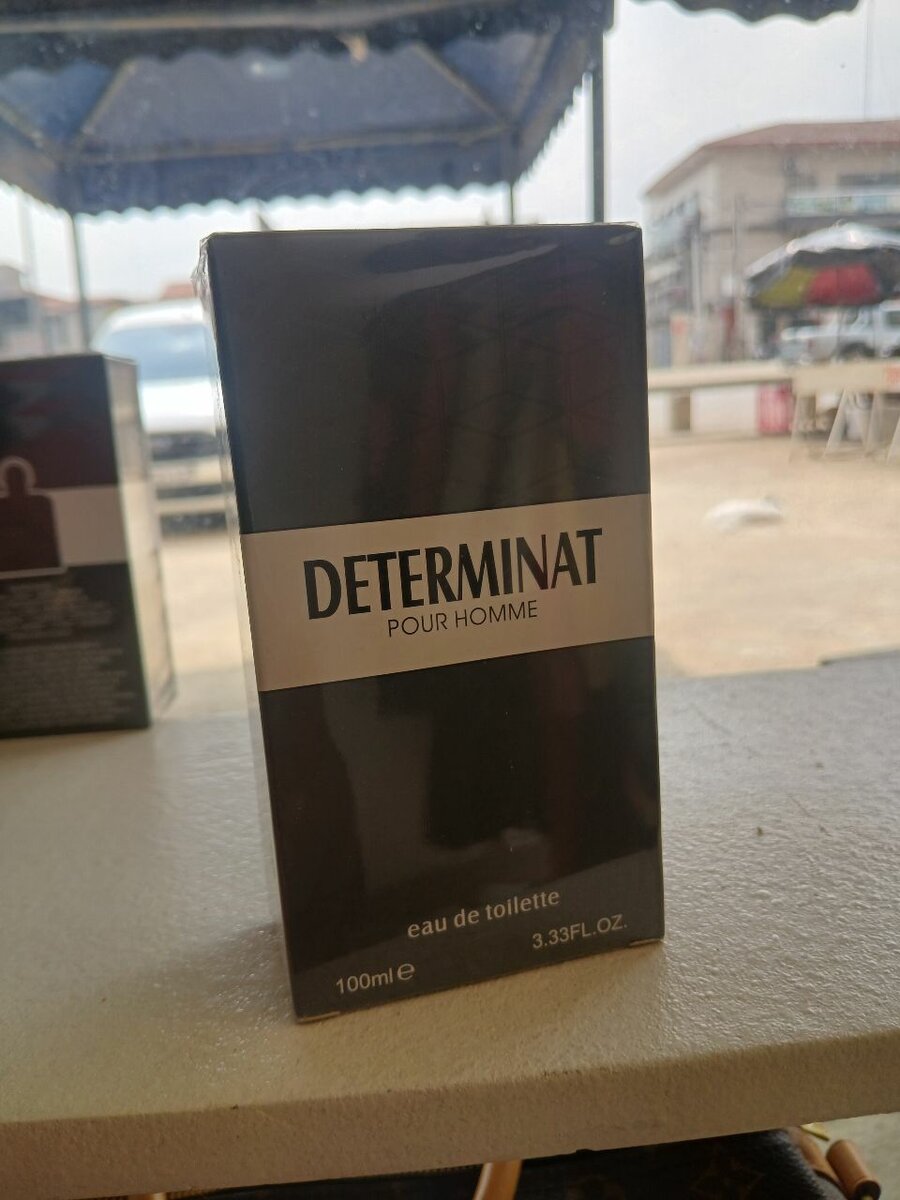 DETERMINAT
POUR HOMME
eau de toilette
100ml ℮
3.33FL.OZ.